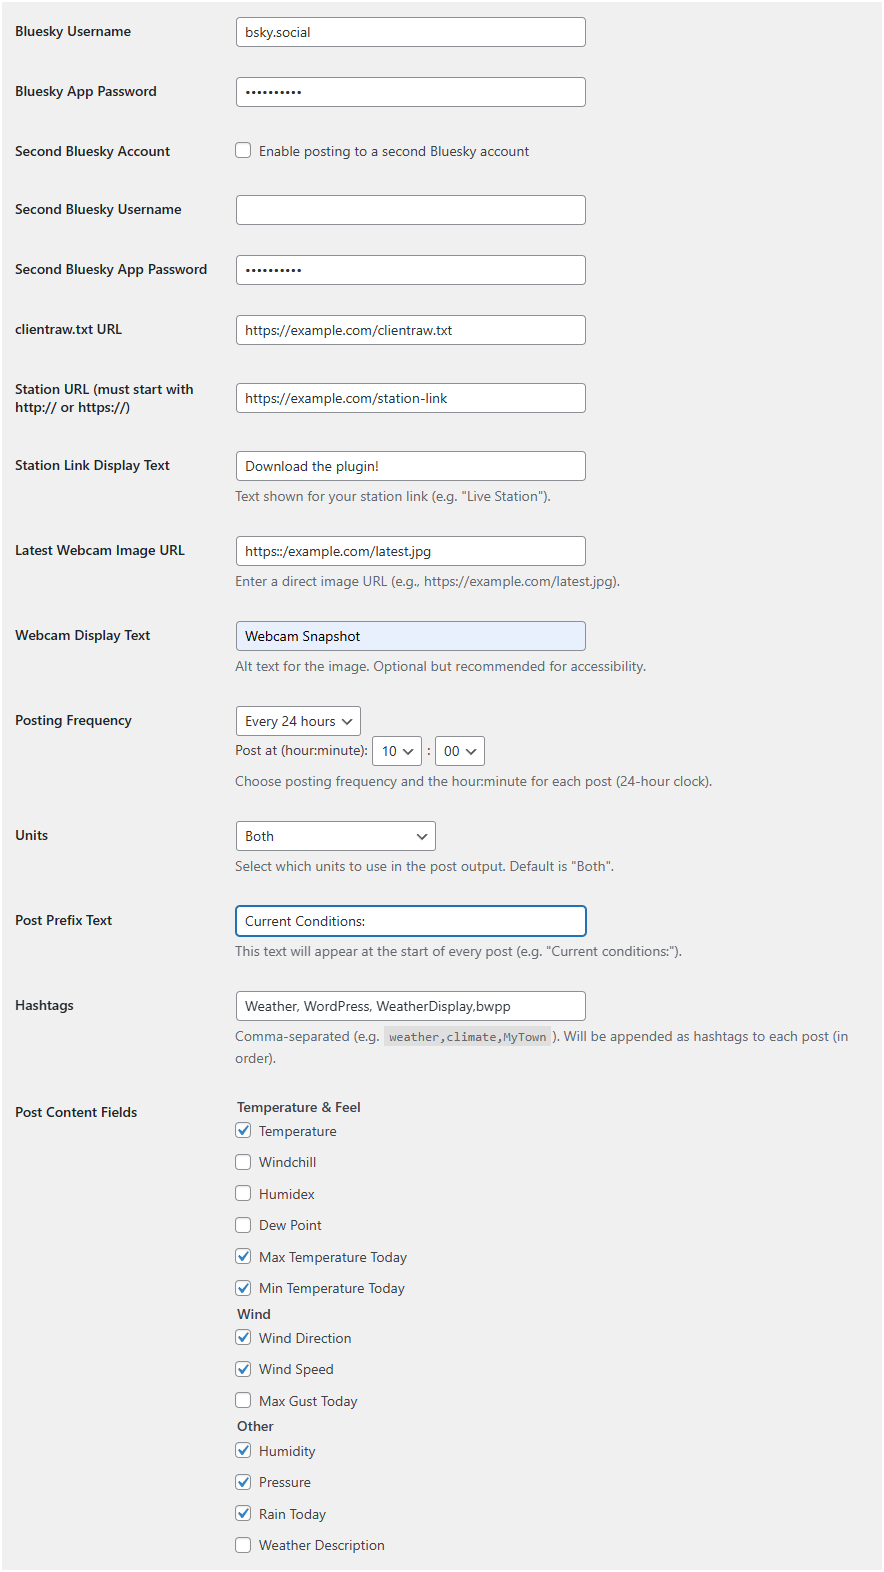 Bluesky Username
bsky.social
Bluesky App Password
••••••••••
Second Bluesky Account
Enable posting to a second Bluesky account
Second Bluesky Username
Second Bluesky App Password
••••••••••
clientraw.txt URL
https://example.com/clientraw.txt
Station URL (must start with
http:// or https://)
https://example.com/station-link
Station Link Display Text
Download the plugin!
Text shown for your station link (e.g. "Live Station").
Latest Webcam Image URL
https::/example.com/latest.jpg
Enter a direct image URL (e.g., https://example.com/latest.jpg).
Webcam Display Text
Webcam Snapshot
Alt text for the image. Optional but recommended for accessibility.
Posting Frequency
Every 24 hours
Post at (hour:minute): 10 : 00
Choose posting frequency and the hour:minute for each post (24-hour clock).
Units
Both
Select which units to use in the post output. Default is "Both".
Post Prefix Text
Current Conditions:
This text will appear at the start of every post (e.g. "Current conditions:").
Hashtags
Weather, WordPress, WeatherDisplay,bwpp
Comma-separated (e.g. weather,climate,MyTown ). Will be appended as hashtags to each post (in
order).
Post Content Fields
Temperature & Feel
Temperature
Windchill
Humidex
Dew Point
Max Temperature Today
Min Temperature Today
Wind
Wind Direction
Wind Speed
Max Gust Today
Other
Humidity
Pressure
Rain Today
Weather Description